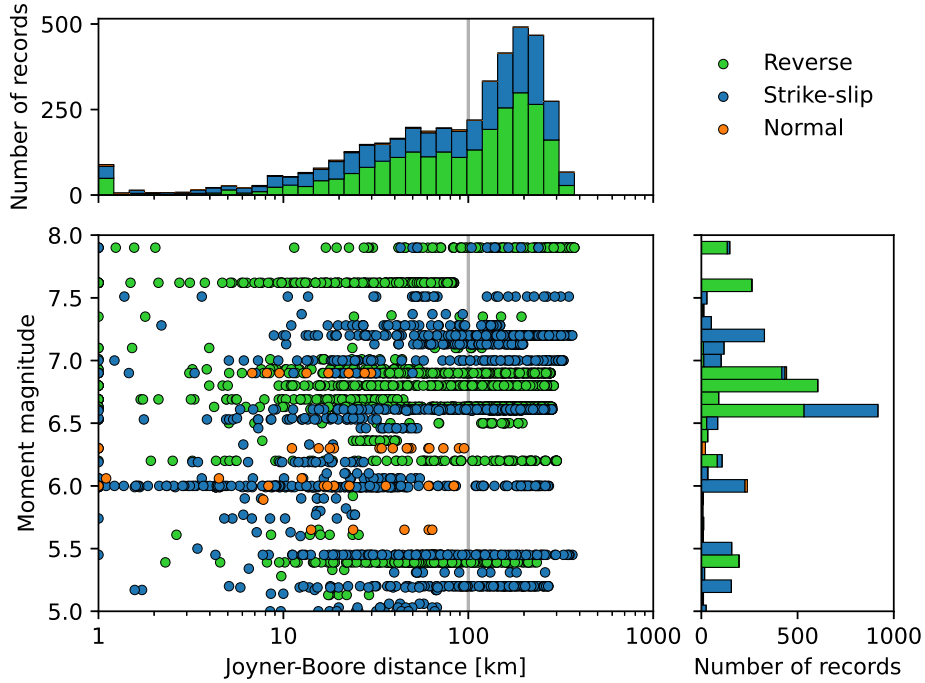 Number of records
500
250
0
Reverse
Strike-slip
Normal
Moment magnitude
8.0
7.5
7.0
6.5
6.0
5.5
5.0
1
10
100
1000
Joyner-Boore distance [km]
0
500
1000
Number of records